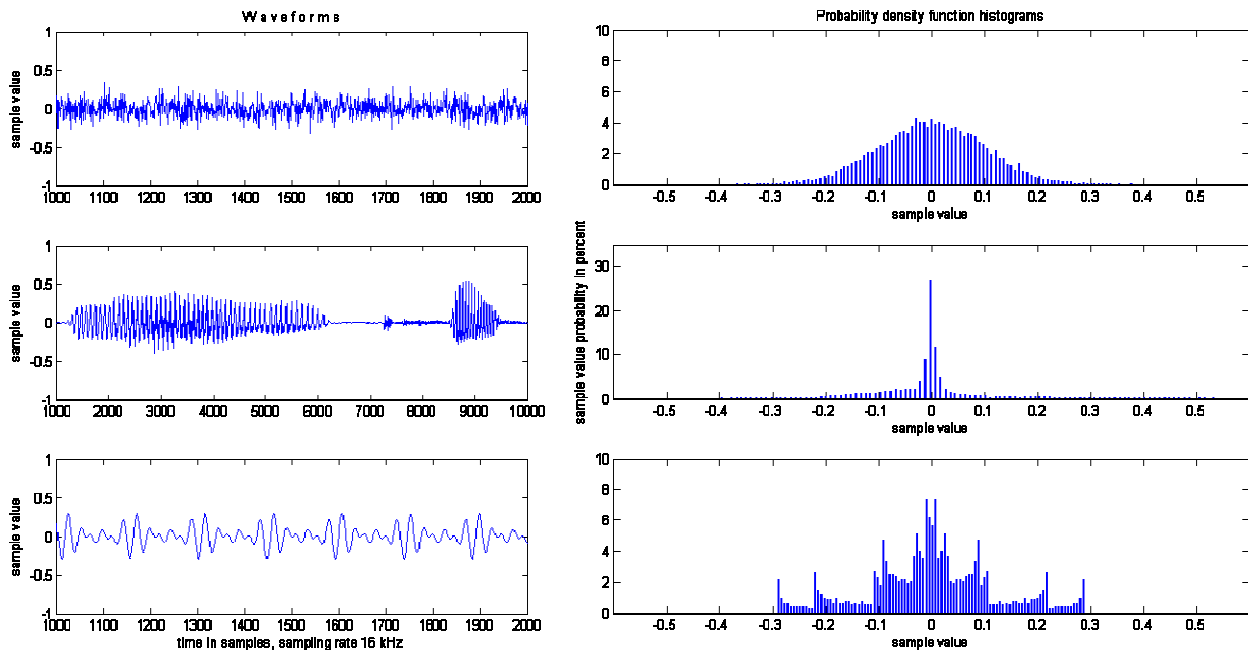 Waveforms
Probability density function histograms
1
0.5
0
-0.5
-1
sample value
1000 1100 1200 1300 1400 1500 1600 1700 1800 1900 2000
10
8
6
4
2
0
-0.5 -0.4 -0.3 -0.2 -0.1 0 0.1 0.2 0.3 0.4 0.5
sample value
1
0.5
0
-0.5
-1
sample value
1000 2000 3000 4000 5000 6000 7000 8000 9000 10000
sample value probability in percent
30
20
10
0
-0.5 -0.4 -0.3 -0.2 -0.1 0 0.1 0.2 0.3 0.4 0.5
sample value
1
0.5
0
-0.5
-1
sample value
1000 1100 1200 1300 1400 1500 1600 1700 1800 1900 2000
time in samples, sampling rate 16 kHz
10
8
6
4
2
0
-0.5 -0.4 -0.3 -0.2 -0.1 0 0.1 0.2 0.3 0.4 0.5
sample value